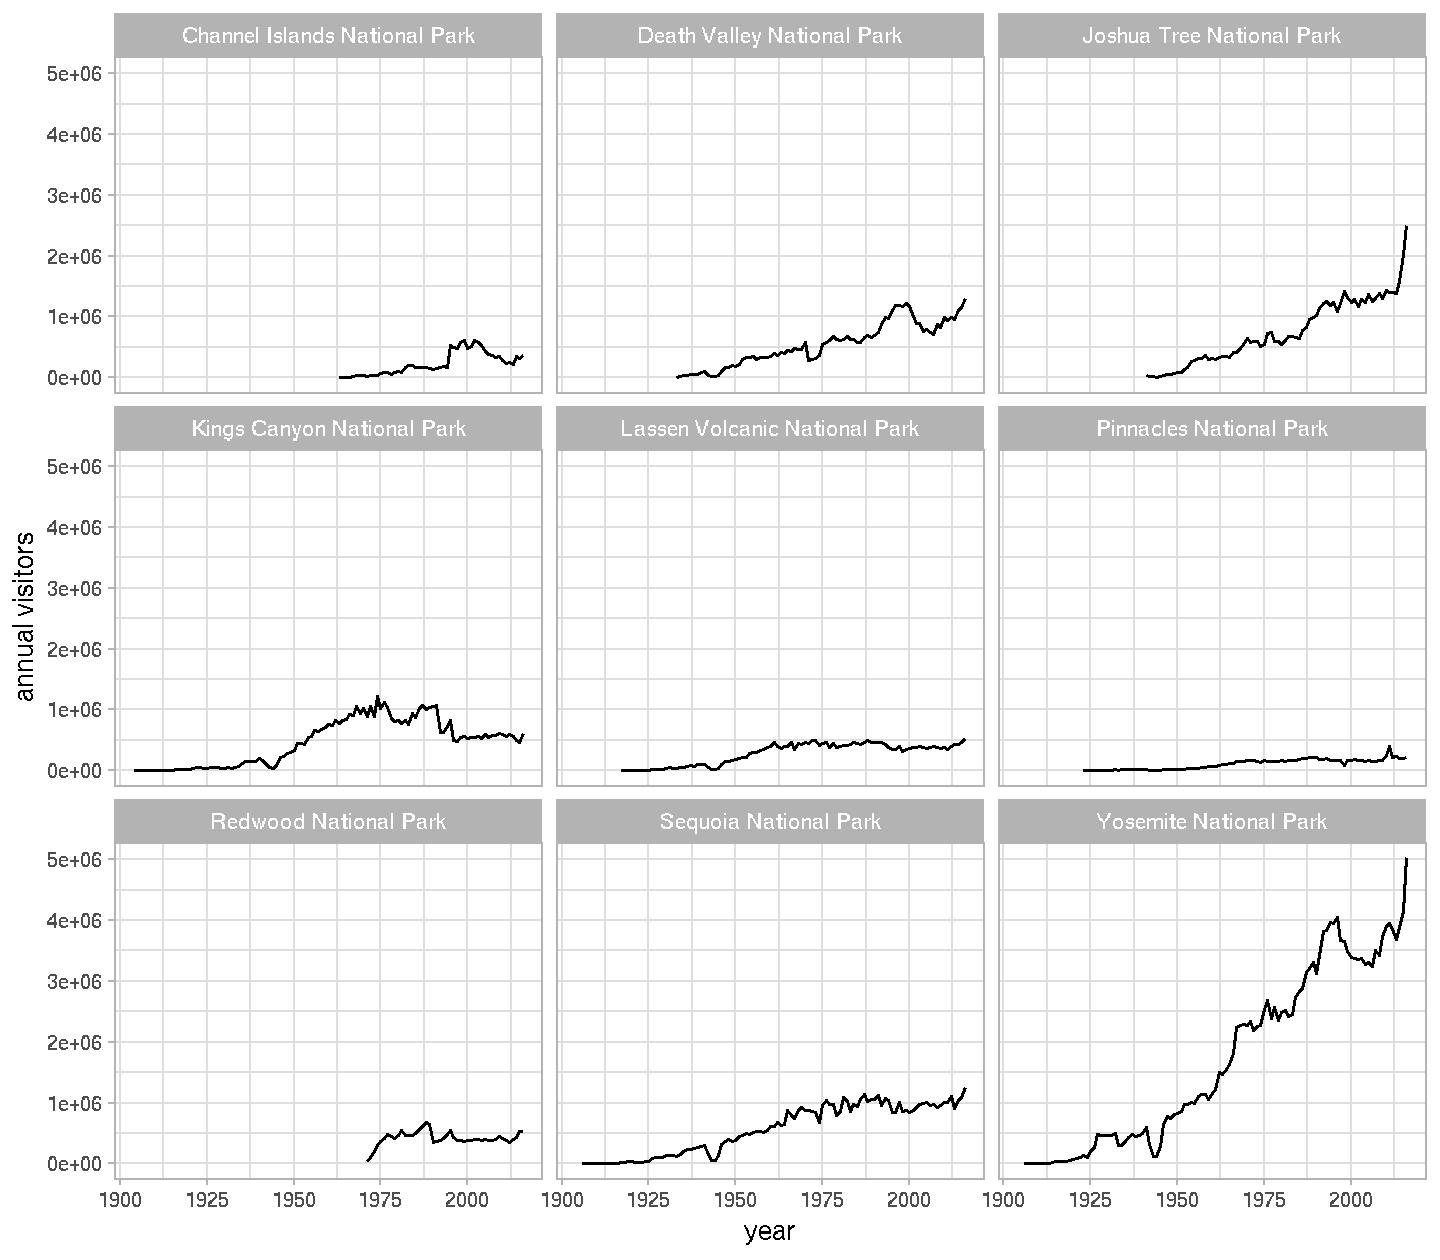 Channel Islands National Park Death Valley National Park Joshua Tree National Park
5e+06
4e+06
3e+06
2e+06
1e+06
0e+00
Kings Canyon National Park Lassen Volcanic National Park Pinnacles National Park
5e+06
4e+06
3e+06
2e+06
1e+06
0e+00
annual visitors
Redwood National Park Sequoia National Park Yosemite National Park
5e+06
4e+06
3e+06
2e+06
1e+06
0e+00
1900 1925 1950 1975 2000 1900 1925 1950 1975 2000 1900 1925 1950 1975 2000
year